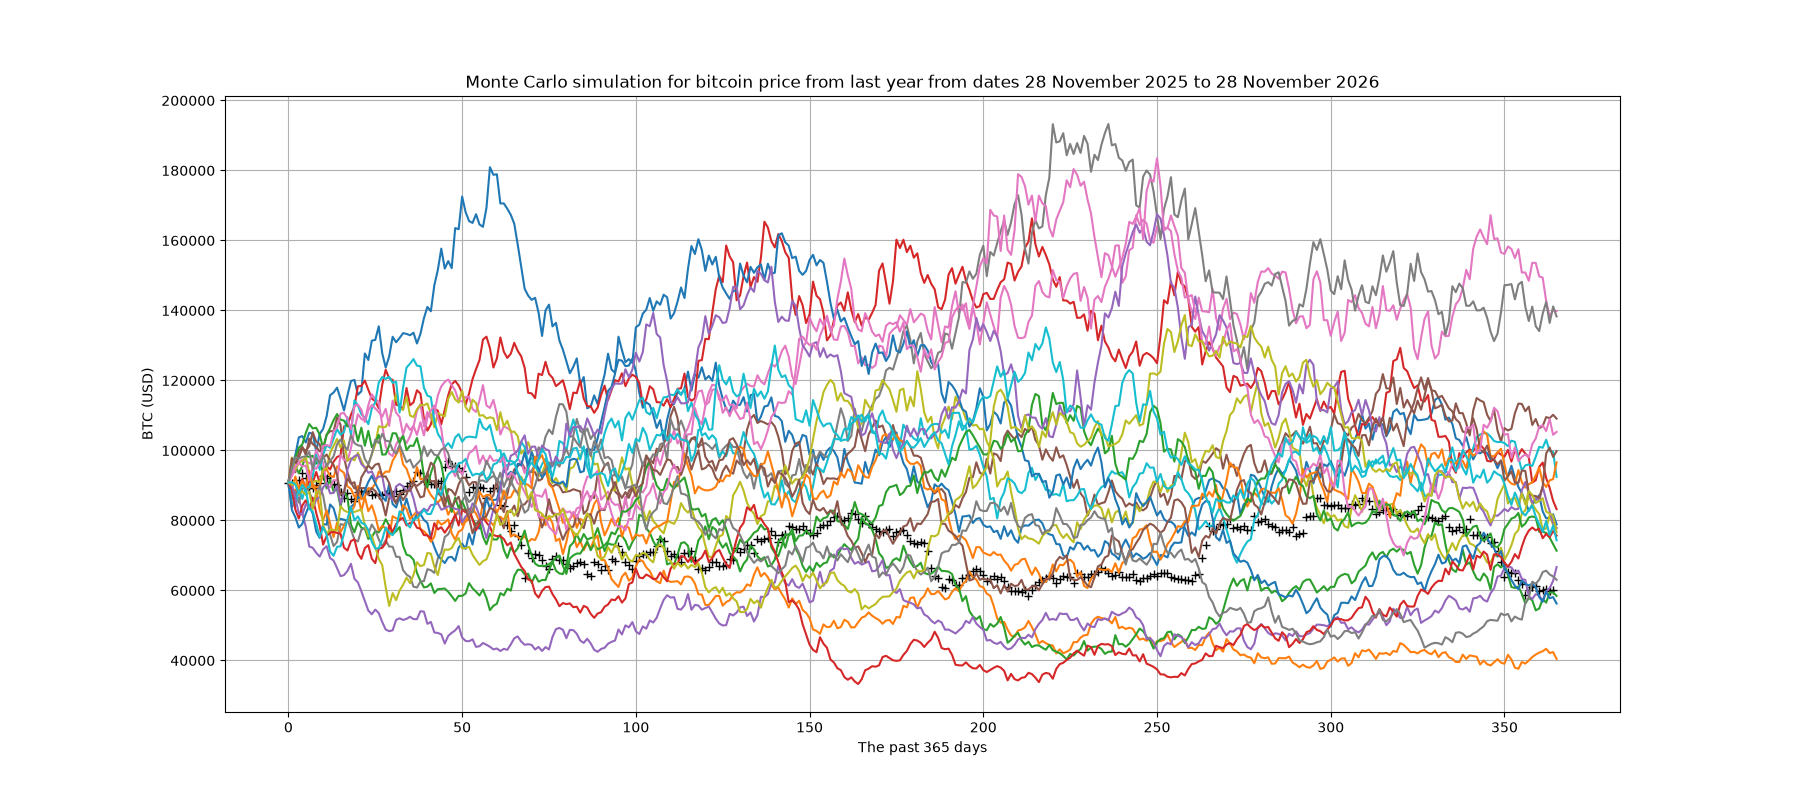 Monte Carlo simulation for bitcoin price from last year from dates 28 November 2025 to 28 November 2026
200000
180000
160000
140000
120000
100000
80000
60000
40000
BTC (USD)
0 50 100 150 200 250 300 350
The past 365 days